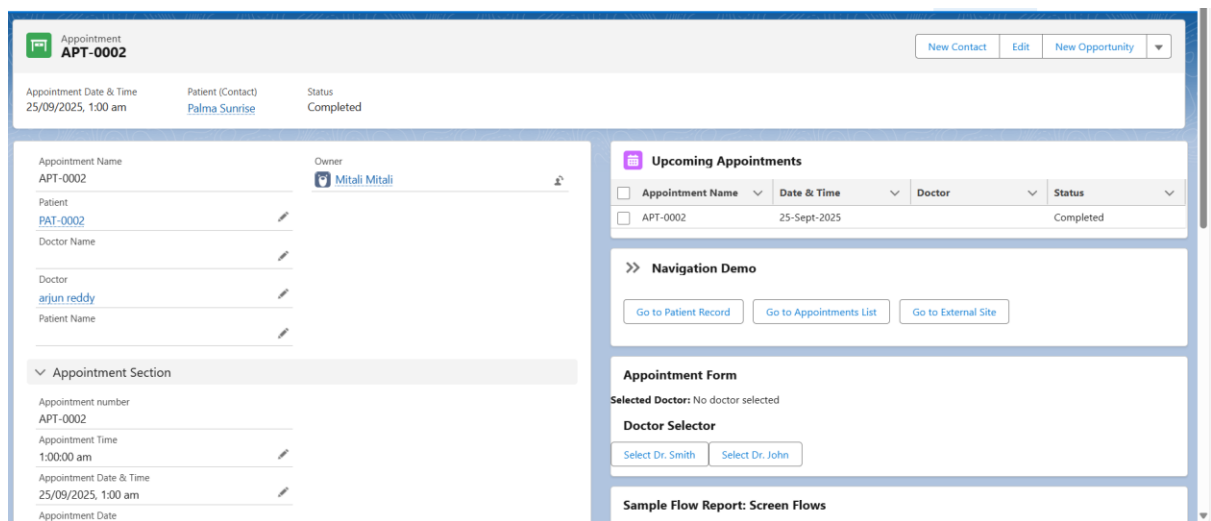 Appointment
APT-0002
New Contact Edit New Opportunity
Appointment Date & Time Patient (Contact) Status
25/09/2025, 1:00 am Palma Sunrise Completed
Appointment Name Owner
APT-0002 Mitali Mitali
Patient
PAT-0002
Doctor Name
Doctor
arjun reddy
Patient Name
Appointment Section
Appointment number
APT-0002
Appointment Time
1:00:00 am
Appointment Date & Time
25/09/2025, 1:00 am
Appointment Date
Upcoming Appointments
Appointment Name Date & Time Doctor Status
APT-0002 25-Sept-2025 Completed
Navigation Demo
Go to Patient Record Go to Appointments List Go to External Site
Appointment Form
Selected Doctor: No doctor selected
Doctor Selector
Select Dr. Smith Select Dr. John
Sample Flow Report: Screen Flows